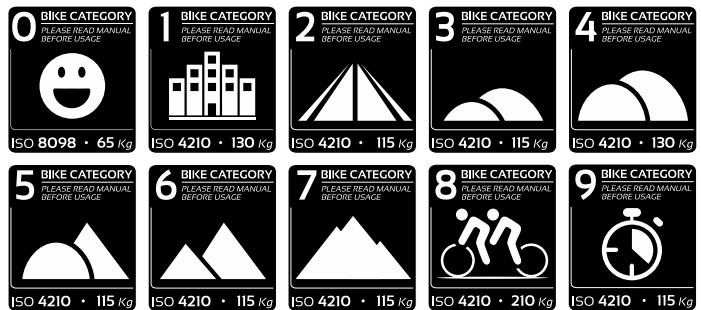 0 BIKE CATEGORY
PLEASE READ MANUAL
BEFORE USAGE
ISO 8098 · 65 Kg
1 BIKE CATEGORY
PLEASE READ MANUAL
BEFORE USAGE
ISO 4210 · 130 Kg
2 BIKE CATEGORY
PLEASE READ MANUAL
BEFORE USAGE
ISO 4210 · 115 Kg
3 BIKE CATEGORY
PLEASE READ MANUAL
BEFORE USAGE
ISO 4210 · 115 Kg
4 BIKE CATEGORY
PLEASE READ MANUAL
BEFORE USAGE
ISO 4210 · 130 Kg
5 BIKE CATEGORY
PLEASE READ MANUAL
BEFORE USAGE
ISO 4210 · 115 Kg
6 BIKE CATEGORY
PLEASE READ MANUAL
BEFORE USAGE
ISO 4210 · 115 Kg
7 BIKE CATEGORY
PLEASE READ MANUAL
BEFORE USAGE
ISO 4210 · 115 Kg
8 BIKE CATEGORY
PLEASE READ MANUAL
BEFORE USAGE
ISO 4210 · 210 Kg
9 BIKE CATEGORY
PLEASE READ MANUAL
BEFORE USAGE
ISO 4210 · 115 Kg